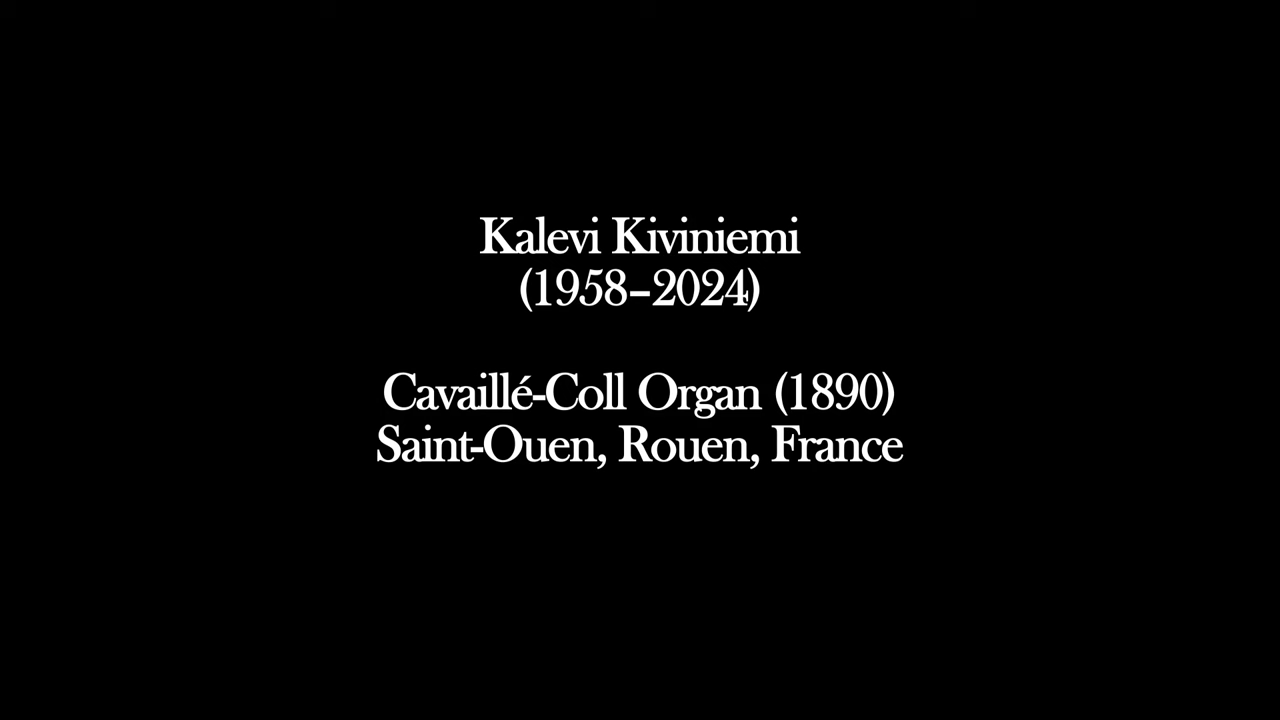 Kalevi Kiviniemi
(1958–2024)
Cavaillé-Coll Organ (1890)
Saint-Ouen, Rouen, France